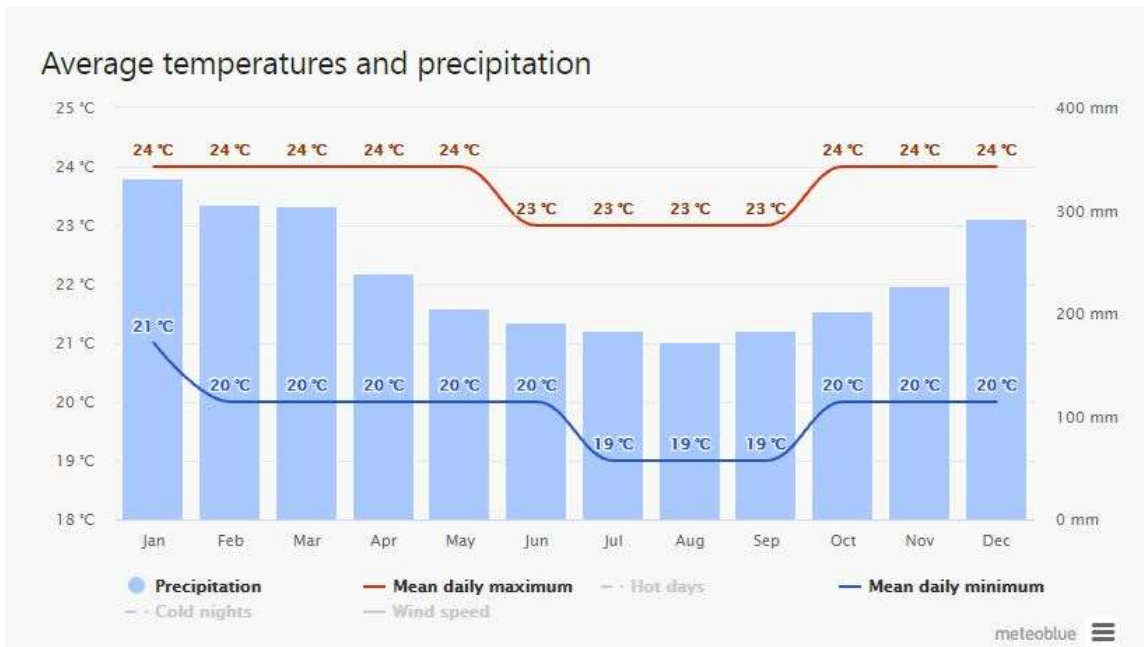 Average temperatures and precipitation
25 °C 400 mm
24 °C 24 °C 24 °C 24 °C 24 °C 24 °C 24 °C 24 °C
24 °C
23 °C 23 °C 23 °C 23 °C
23 °C 300 mm
22 °C
200 mm
21 °C
21 °C
20 °C 20 °C 20 °C 20 °C 20 °C 20 °C 20 °C 20 °C
20 °C
100 mm
19 °C 19 °C 19 °C
19 °C
18 °C 0 mm
Jan Feb Mar Apr May Jun Jul Aug Sep Oct Nov Dec
Precipitation Mean daily maximum Hot days Mean daily minimum
Cold nights Wind speed
meteoblue